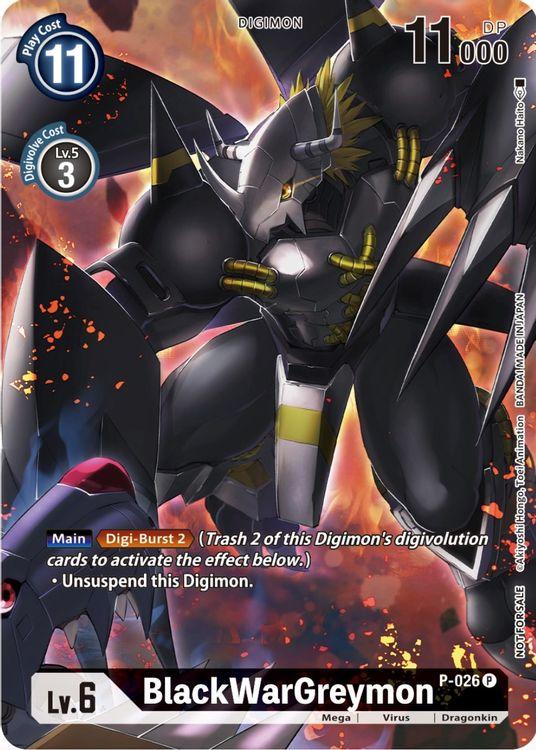 Play Cost
11
DIGIMON
DP
11000
Digivolve Cost
Lv.5
3
Nakano Haito
©Akiyoshi Hongo, Toei Animation BANDAI MADE IN JAPAN
NOT FOR SALE
Main Digi-Burst 2 (Trash 2 of this Digimon's digivolution
cards to activate the effect below.)
• Unsuspend this Digimon.
Lv.6
BlackWarGreymon
P-026 P
Mega | Virus | Dragonkin